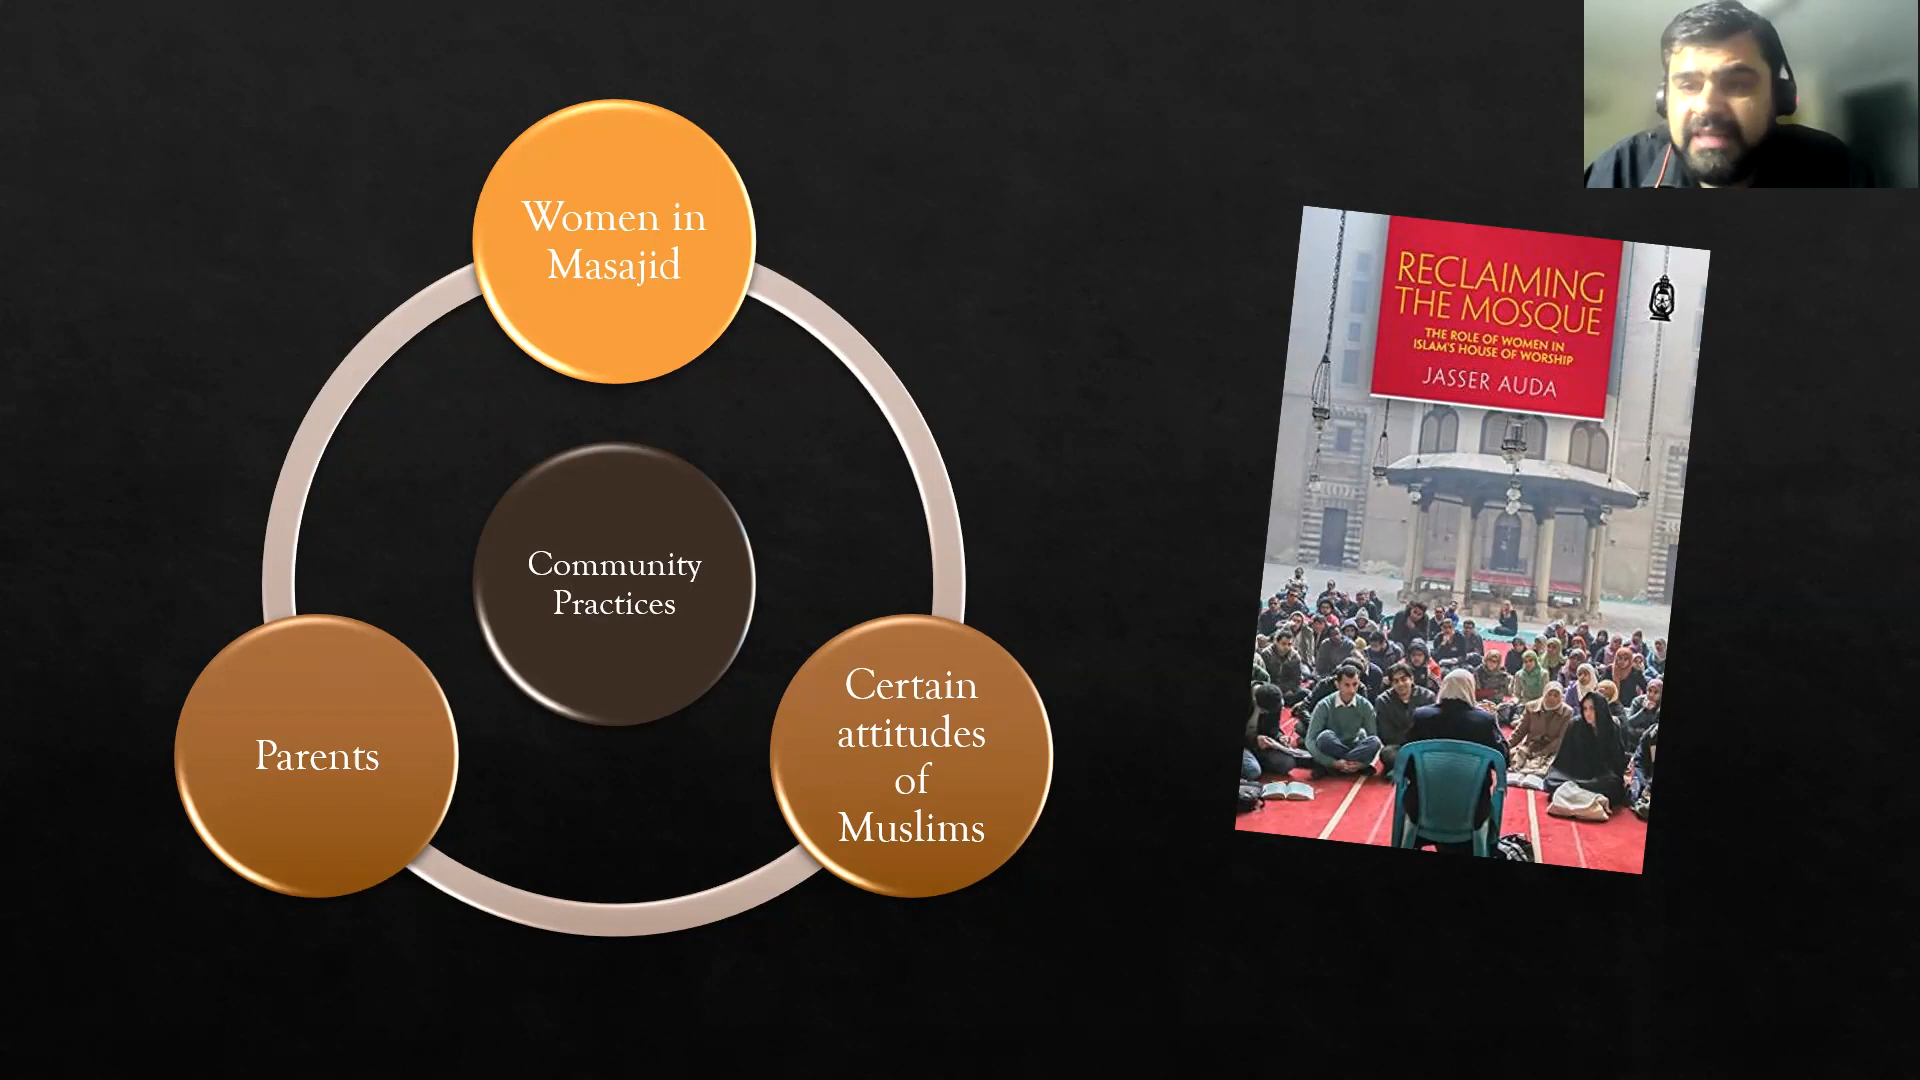 Women in
Masajid
Community
Practices
Parents
Certain
attitudes
of
Muslims
RECLAIMING
THE MOSQUE
THE ROLE OF WOMEN IN
ISLAM'S HOUSE OF WORSHIP
JASSER AUDA